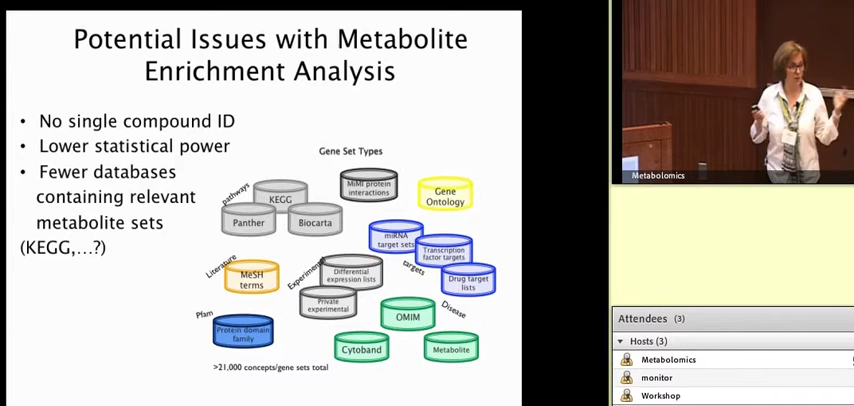 Potential Issues with Metabolite
Enrichment Analysis
• No single compound ID
• Lower statistical power
• Fewer databases
containing relevant
metabolite sets
(KEGG,...?)
Gene Set Types
pathways
KEGG
Panther
Biocarta
MiMI protein
interactions
Gene
Ontology
miRNA
target sets
Transcription
factor targets
Drug target
lists
targets
Literature
MeSH
terms
Experimental
Differential
expression lists
Private
experimental
Disease
OMIM
Cytoband
Metabolite
Pfam
Protein domain
family
>21,000 concepts/gene sets total
Metabolomics
Attendees (3)
Hosts (3)
Metabolomics
monitor
Workshop